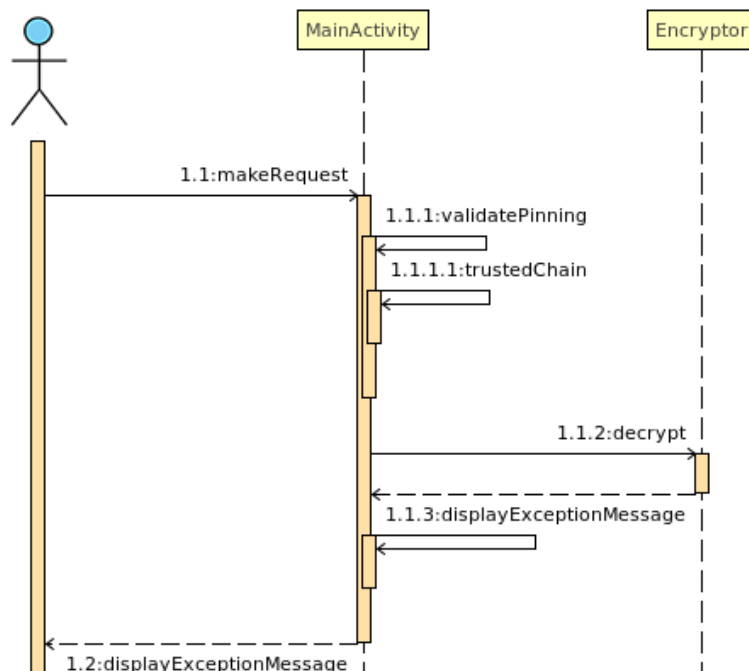 MainActivity
Encryptor
1.1:makeRequest
1.1.1:validatePinning
1.1.1.1:trustedChain
1.1.2:decrypt
1.1.3:displayExceptionMessage
1.2:displayExceptionMessage